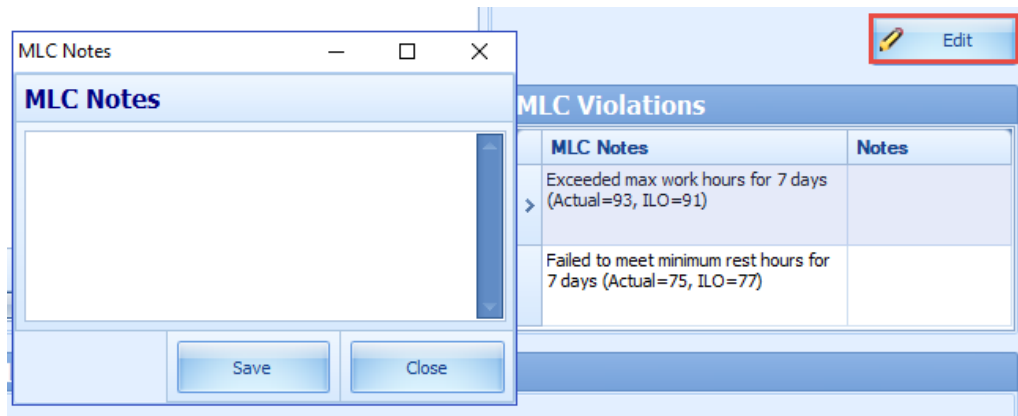 MLC Notes
MLC Notes
Save
Close
Edit
MLC Violations
MLC Notes Notes
Exceeded max work hours for 7 days
(Actual=93, ILO=91)
Failed to meet minimum rest hours for
7 days (Actual=75, ILO=77)